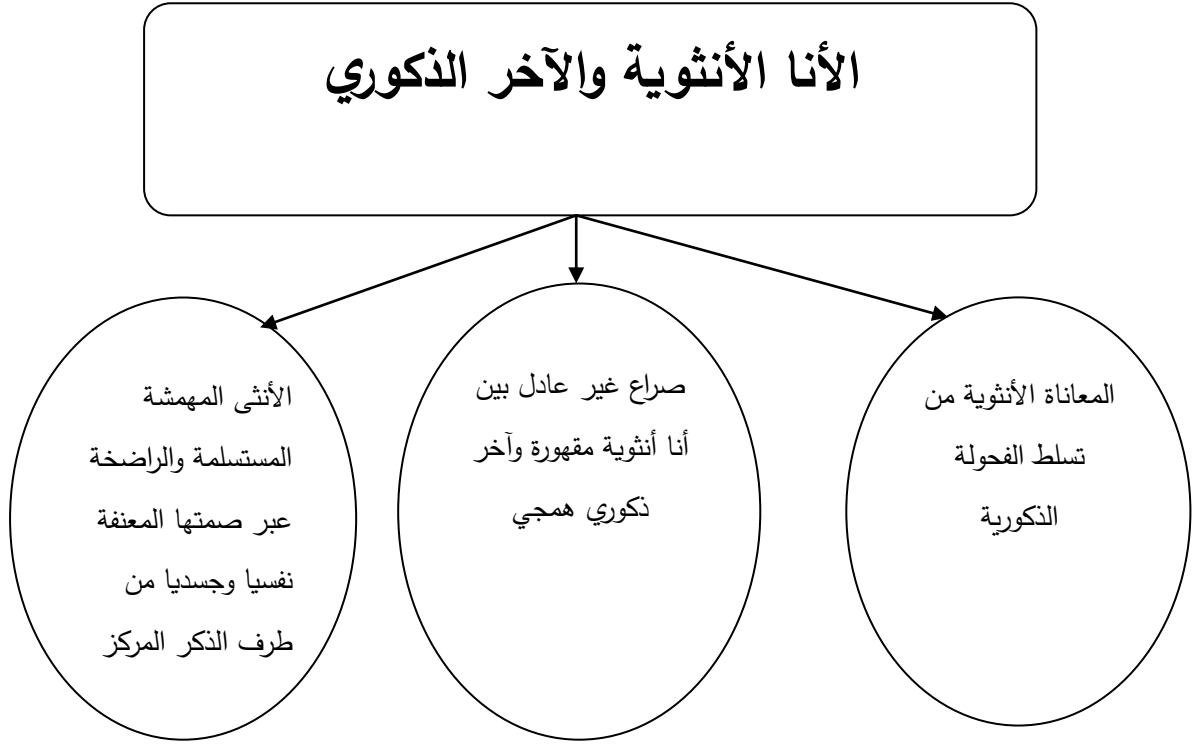 الأنا الأنثوية والآخر الذكوري
المعاناة الأنثوية من
تسلط الفحولة
الذكورية
صراع غير عادل بين
أنا أنثوية مقهورة وآخر
ذكوري همجي
الأنثى المهمشة
المستسلمة والراضخة
عبر صمتها المعنفة
نفسيا وجسديا من
طرف الذكر المركز